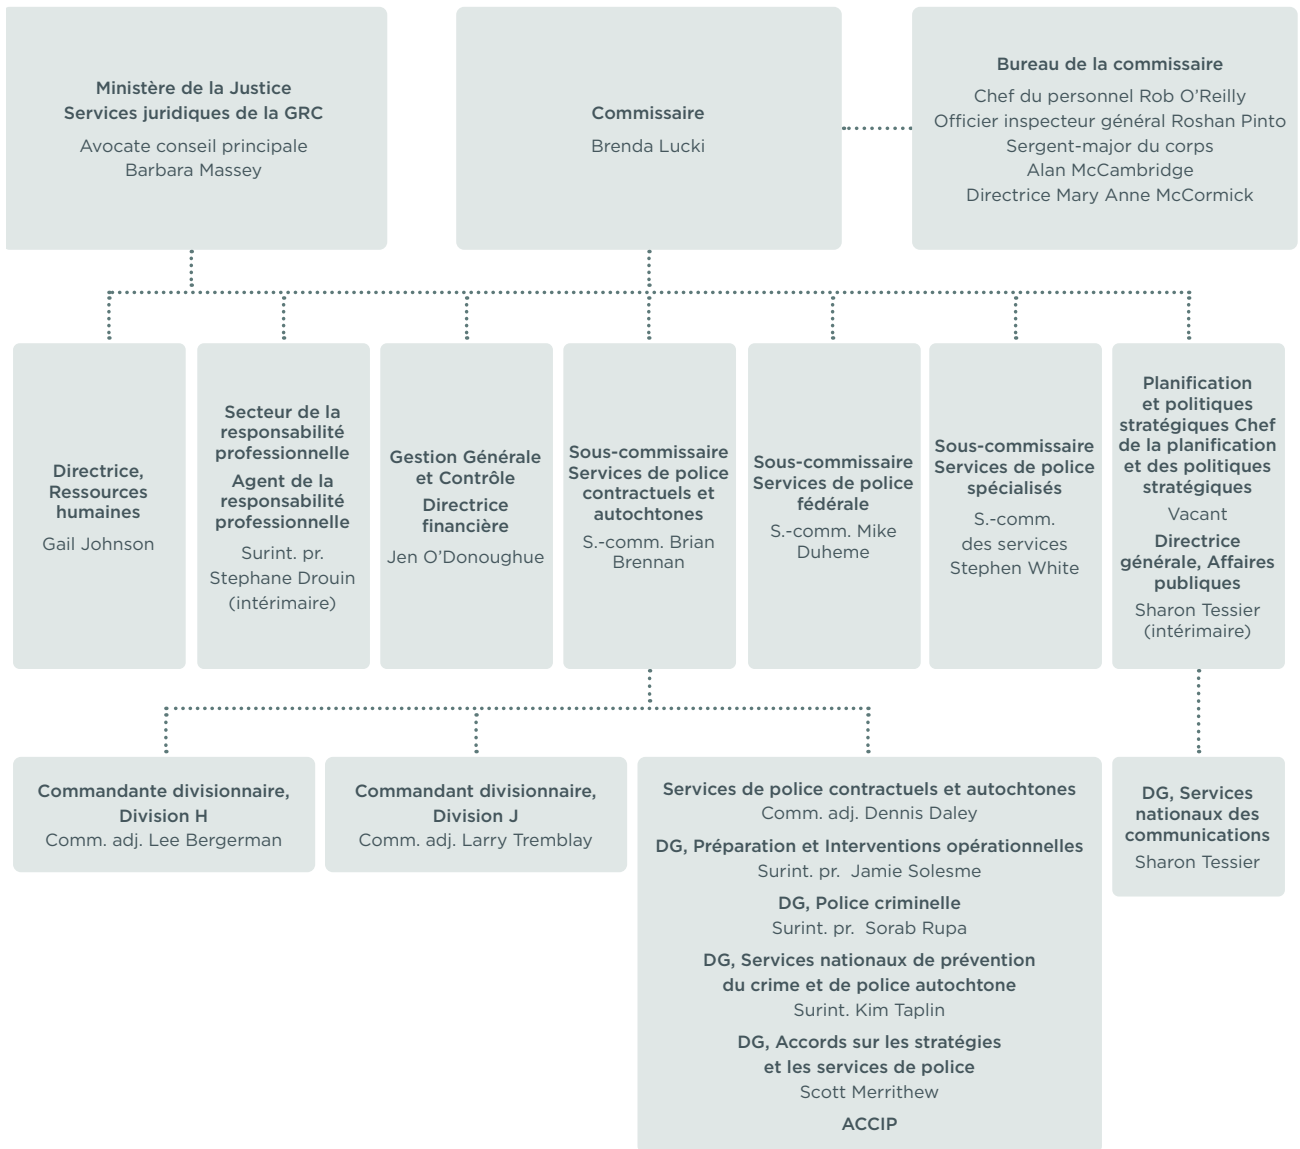 Ministère de la Justice
Services juridiques de la GRC
Avocate conseil principale
Barbara Massey
Commissaire
Brenda Lucki
Bureau de la commissaire
Chef du personnel Rob O’Reilly
Officier inspecteur général Roshan Pinto
Sergent-major du corps
Alan McCambridge
Directrice Mary Anne McCormick
Directrice,
Ressources
humaines
Gail Johnson
Secteur de la
responsabilité
professionnelle
Agent de la
responsabilité
professionnelle
Surint. pr.
Stephane Drouin
(intérimaire)
Gestion Générale
et Contrôle
Directrice
financière
Jen O’Donoughue
Sous-commissaire
Services de police
contractuels et
autochtones
S.-comm. Brian
Brennan
Sous-commissaire
Services de police
fédérale
S.-comm. Mike
Duheme
Sous-commissaire
Services de police
spécialisés
S.-comm.
des services
Stephen White
Planification
et politiques
stratégiques Chef
de la planification
et des politiques
stratégiques
Vacant
Directrice
générale, Affaires
publiques
Sharon Tessier
(intérimaire)
Commandante divisionnaire,
Division H
Comm. adj. Lee Bergerman
Commandant divisionnaire,
Division J
Comm. adj. Larry Tremblay
Services de police contractuels et autochtones
Comm. adj. Dennis Daley
DG, Préparation et Interventions opérationnelles
Surint. pr. Jamie Solesme
DG, Police criminelle
Surint. pr. Sorab Rupa
DG, Services nationaux de prévention
du crime et de police autochtone
Surint. Kim Taplin
DG, Accords sur les stratégies
et les services de police
Scott Merrithew
ACCIP
DG, Services
nationaux des
communications
Sharon Tessier